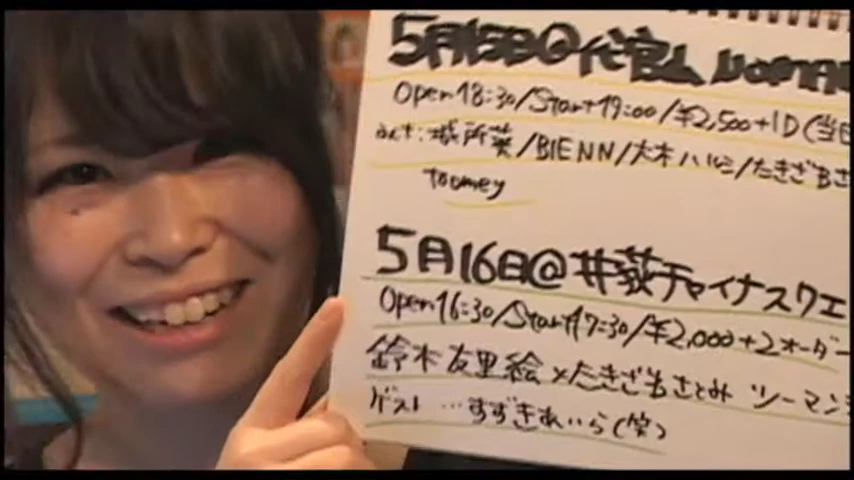 5月15日@代官山 NOMAD
Open18:30/Start19:00/¥2,500+1D(当日
act:城所葵/BIENN/大木ハルミ/たきざわさ
toomey
5月16日@井荻チャイナスクエ
Open16:30/Start17:30/¥2,000+2オーダー
鈴木友里絵×たきざわさとみ ツーマン
ゲスト…すずきれいら(笑)